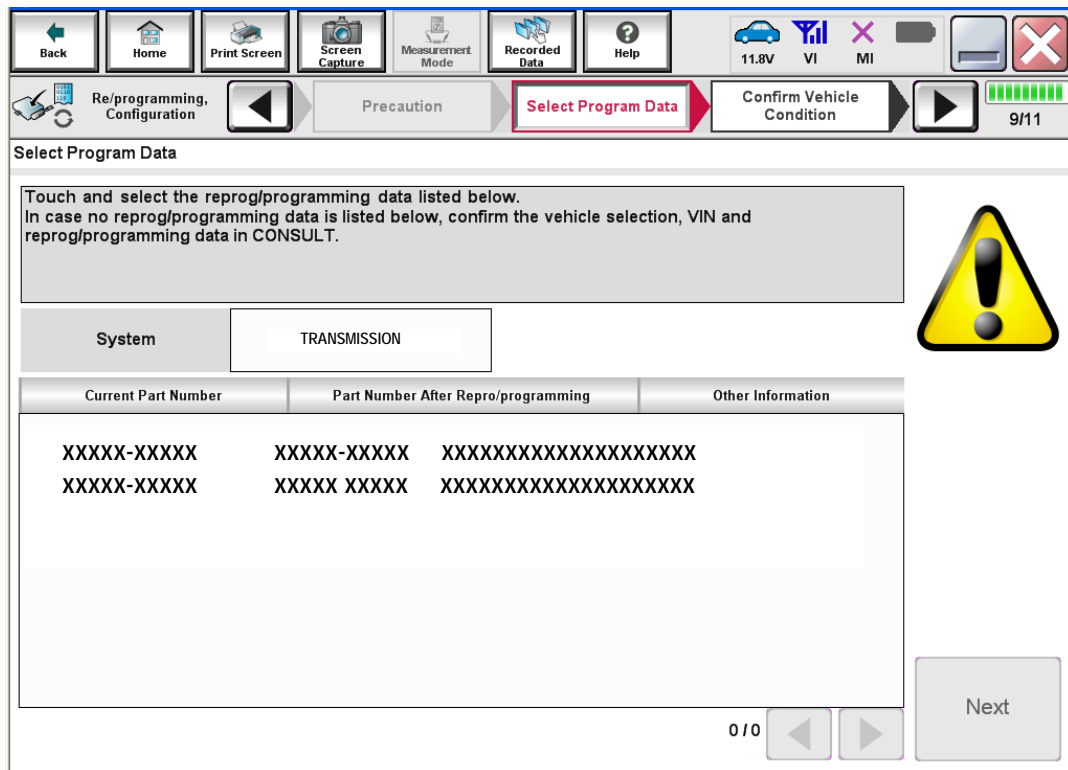 Back
Home
Print Screen
Screen
Capture
Measurement
Mode
Recorded
Data
Help
11.8V
VI
MI
Re/programming,
Configuration
Precaution
Select Program Data
Confirm Vehicle
Condition
9/11
Select Program Data
Touch and select the reprog/programming data listed below.
In case no reprog/programming data is listed below, confirm the vehicle selection, VIN and
reprog/programming data in CONSULT.
System
TRANSMISSION
Current Part Number
Part Number After Repro/programming
Other Information
XXXXX-XXXXX XXXXX-XXXXX XXXXXXXXXXXXXXXXXXXX
XXXXX-XXXXX XXXXX XXXXX XXXXXXXXXXXXXXXXXXXX
Next
0/0